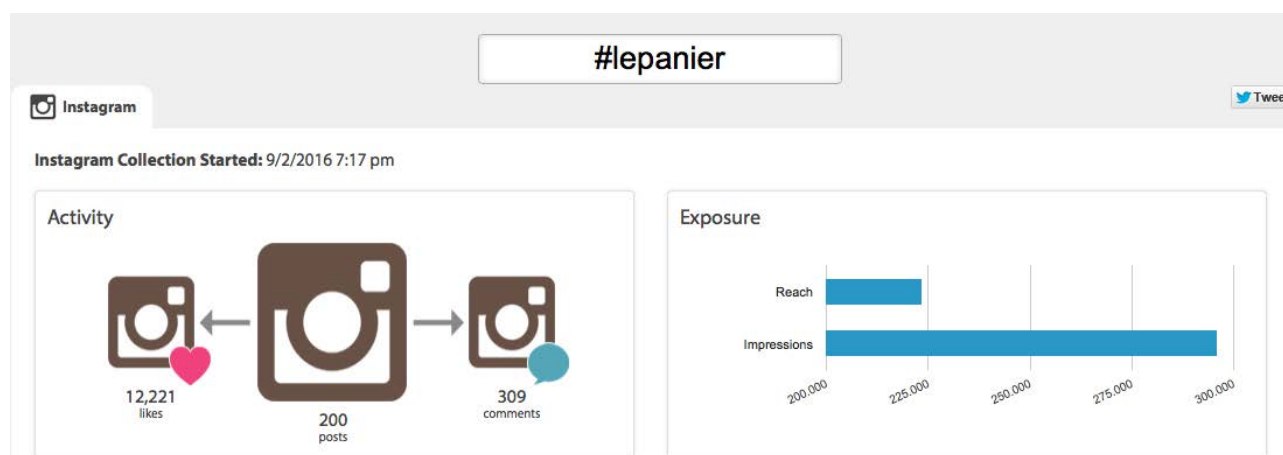 #lepanier
Instagram
Twee
Instagram Collection Started: 9/2/2016 7:17 pm
Activity
12,221
likes
200
posts
309
comments
Exposure
Reach
Impressions
200.000
225.000
250.000
275.000
300.000